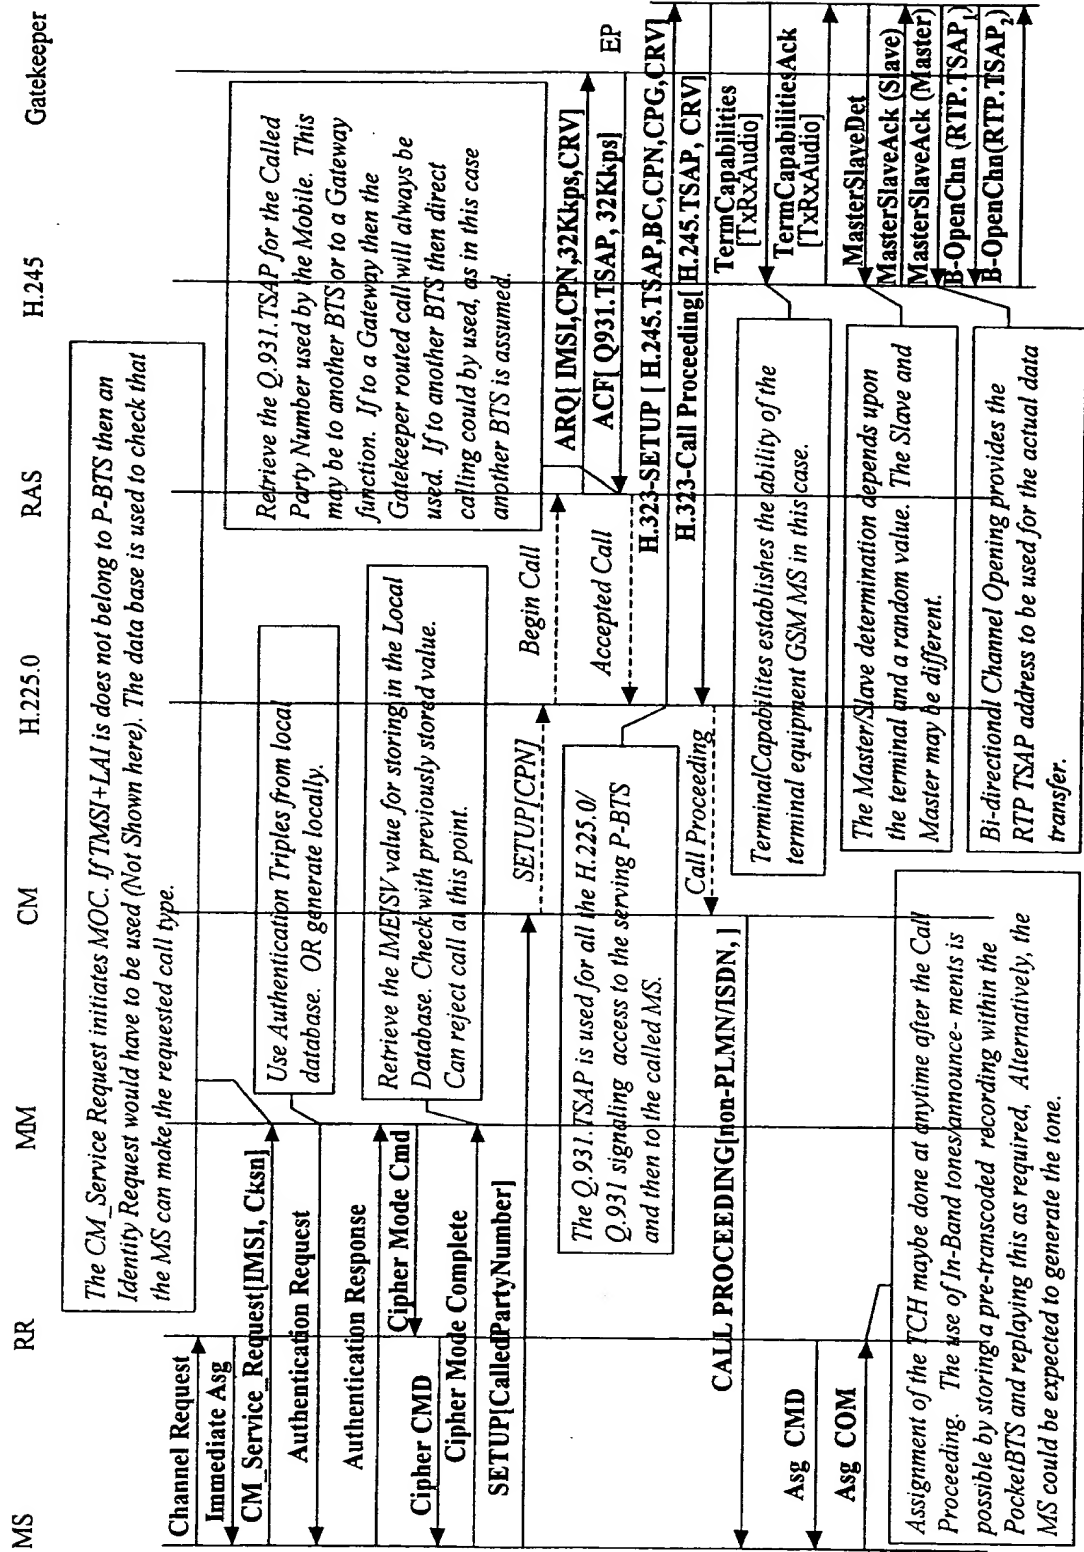 MS
RR
MM
CM
H.225.0
RAS
H.245
Gatekeeper
The CM_Service Request initiates MOC. If TMSI+LAI is does not belong to P-BTS then an
Identity Request would have to be used (Not Shown here). The data base is used to check that
the MS can make the requested call type.
Channel Request
Immediate Asg
CM_Service_Request[IMSI, Cksn]
Authentication Request
Authentication Response
Cipher Mode Cmd
Cipher CMD
Cipher Mode Complete
SETUP[CalledPartyNumber]
Use Authentication Triples from local
database. OR generate locally.
Retrieve the IMEISV value for storing in the Local
Database. Check with previously stored value.
Can reject call at this point.
Retrieve the Q.931.TSAP for the Called
Party Number used by the Mobile. This
may be to another BTS or to a Gateway
function. If to a Gateway then the
Gatekeeper routed call will always be
used. If to another BTS then direct
calling could by used, as in this case
another BTS is assumed.
SETUP[CPN]
Begin Call
ARQ[ IMSI,CPN,32Kkps,CRV]
ACF[ Q931.TSAP, 32Kkps]
EP
Accepted Call
H.323-SETUP [ H.245.TSAP,BC,CPN,CPG,CRV]
H.323-Call Proceeding[ H.245.TSAP, CRV]
The Q.931.TSAP is used for all the H.225.0/
Q.931 signaling access to the serving P-BTS
and then to the called MS.
Call Proceeding
CALL PROCEEDING[non-PLMN/ISDN, ]
TermCapabilities
[TxRxAudio]
TermCapabilitiesAck
[TxRxAudio]
TerminalCapabilites establishes the ability of the
terminal equipment GSM MS in this case.
MasterSlaveDet
MasterSlaveAck (Slave)
MasterSlaveAck (Master)
The Master/Slave determination depends upon
the terminal and a random value. The Slave and
Master may be different.
B-OpenChn (RTP.TSAP1)
B-OpenChn(RTP.TSAP2)
Bi-directional Channel Opening provides the
RTP TSAP address to be used for the actual data
transfer.
Asg CMD
Asg COM
Assignment of the TCH maybe done at anytime after the Call
Proceeding. The use of In-Band tones/announce- ments is
possible by storing a pre-transcoded recording within the
PocketBTS and replaying this as required, Alternatively, the
MS could be expected to generate the tone.